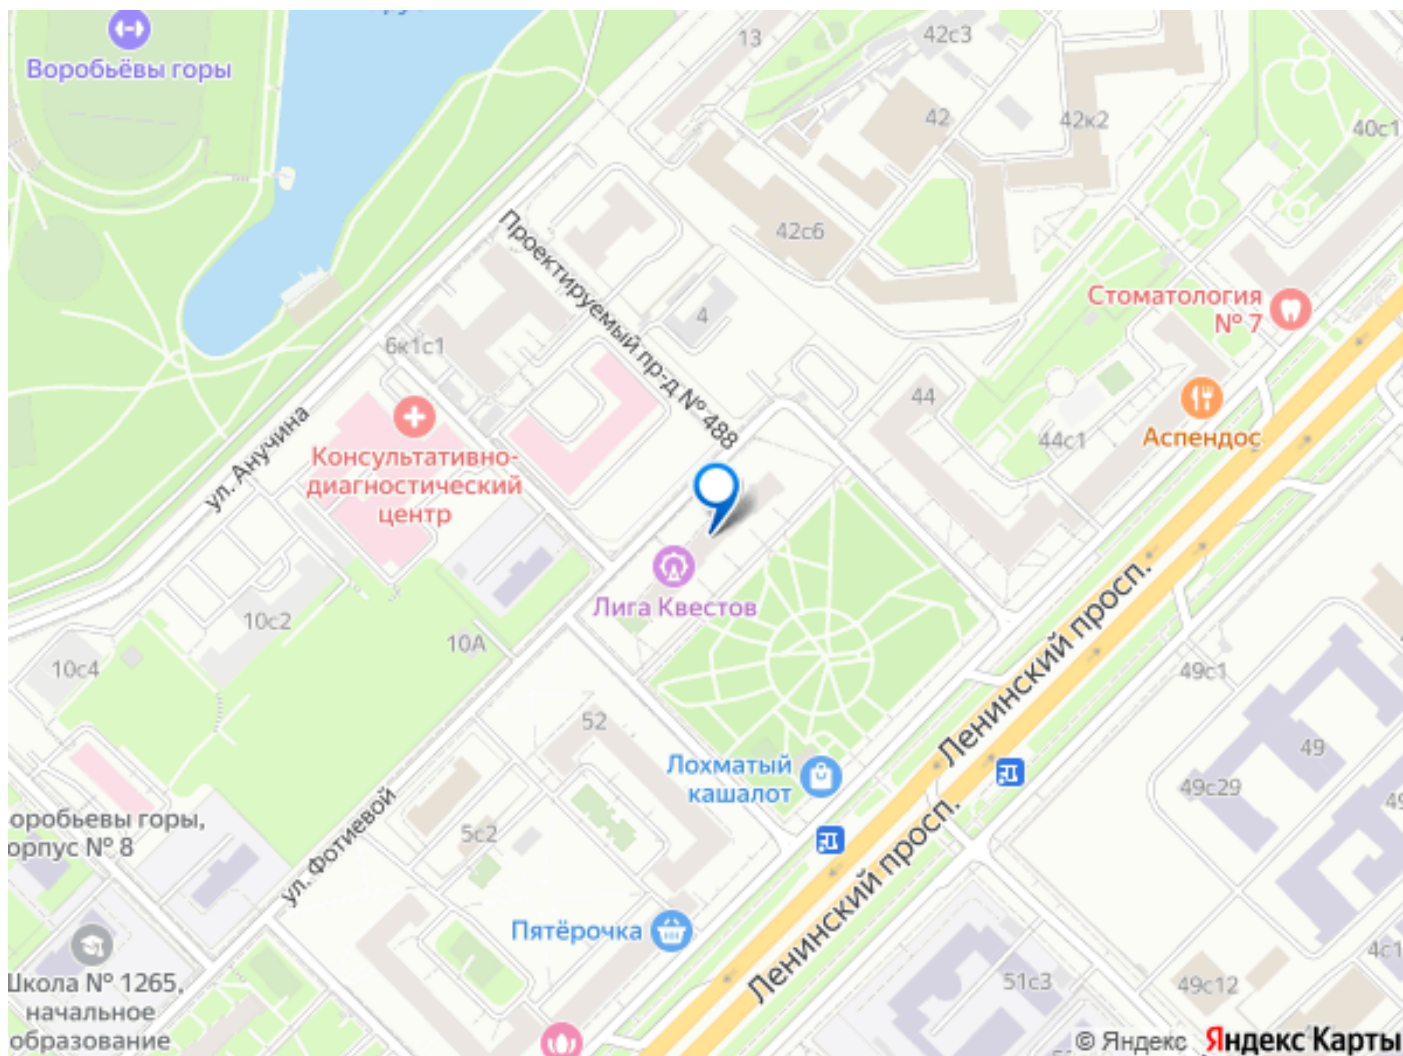 Воробьёвы горы
13
42с3
42
42к2
40с1
42с6
Проектируемый пр-д № 488
4
Стоматология
№ 7
6к1с1
44
44с1
Аспендос
ул. Анучина
Консультативно-
диагностический
центр
Лига Квестов
10с2
10А
10с4
Ленинский просп.
49с1
52
49
49с29
Лохматый
кашалот
оробьевы горы,
орпус № 8
5с2
ул. Фотиевой
Ленинский просп.
Пятёрочка
Школа № 1265,
начальное
образование
51с3
49с12
4с1
© Яндекс Яндекс Карты